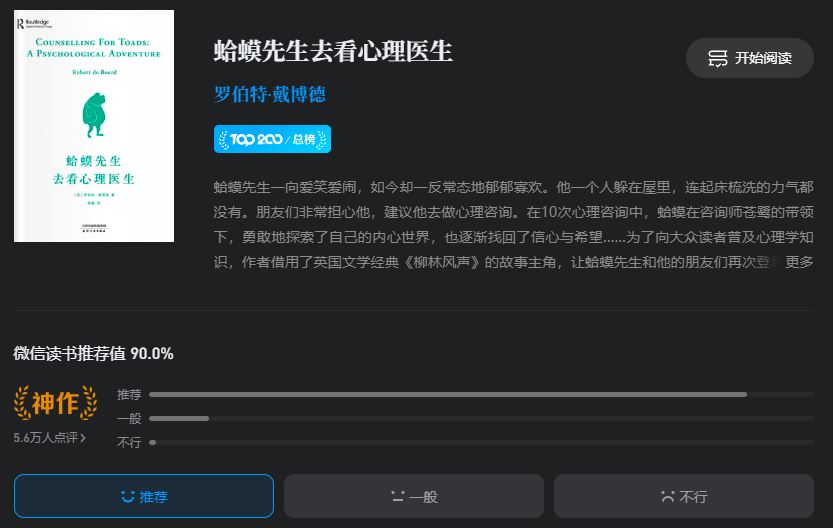 Routledge
COUNSELLING FOR TOADS:
A PSYCHOLOGICAL ADVENTURE
Robert de Board
蛤蟆先生
去看心理医生
蛤蟆先生去看心理医生
开始阅读
罗伯特·戴博德
TOP 200 / 总榜
蛤蟆先生一向爱笑爱闹，如今却一反常态地郁郁寡欢。他一个人躲在屋里，连起床梳洗的力气都
没有。朋友们非常担心他，建议他去做心理咨询。在10次心理咨询中，蛤蟆在咨询师苍鹭的带领
下，勇敢地探索了自己的内心世界，也逐渐找回了信心与希望……为了向大众读者普及心理学知
识，作者借用了英国文学经典《柳林风声》的故事主角，让蛤蟆先生和他的朋友们再次登场 更多
微信读书推荐值 90.0%
神作
5.6万人点评
推荐
一般
不行
推荐
一般
不行